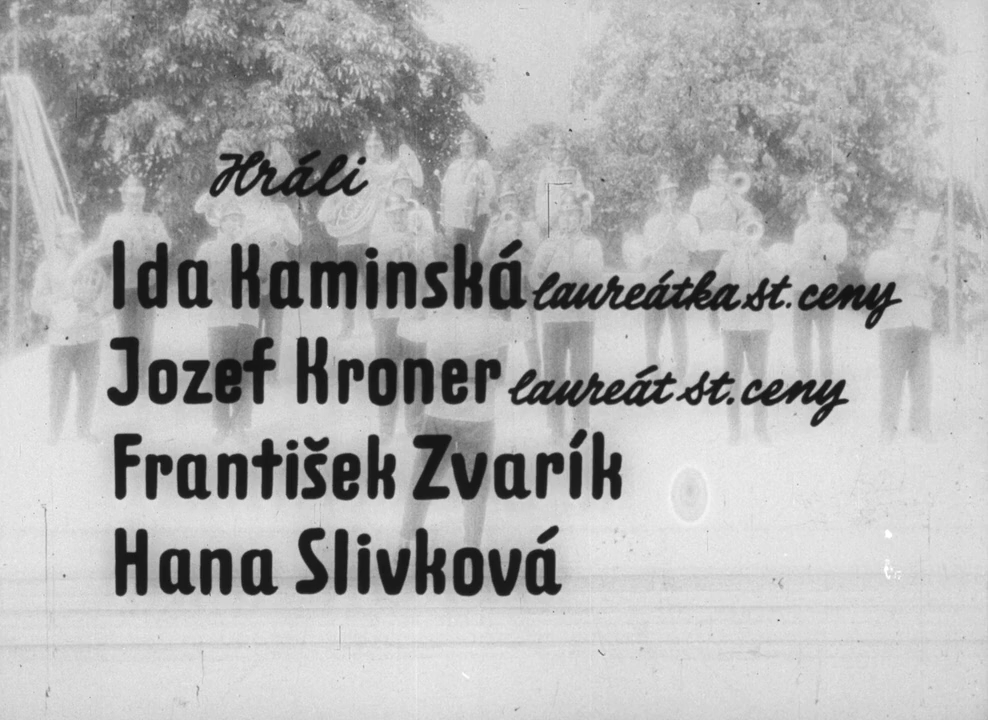 Hráli
Ida Kaminská laureátka st. ceny
Jozef Kroner laureát st. ceny
František Zvarík
Hana Slivková